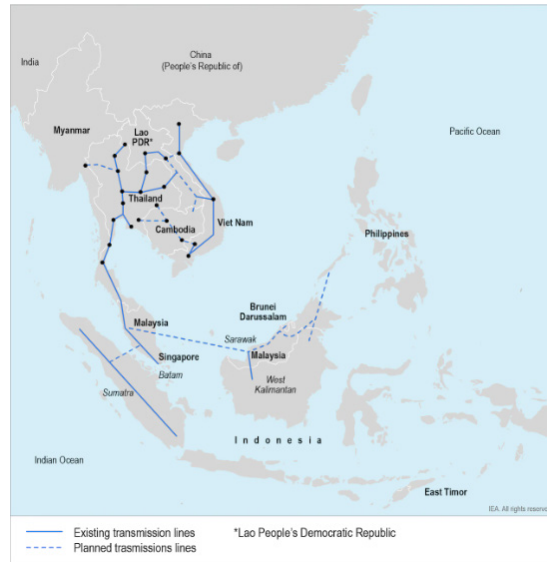 China
(People's Republic of)
India
Myanmar
Lao
PDR*
Pacific Ocean
Thailand
Viet Nam
Cambodia
Philippines
Brunei
Darussalam
Malaysia
Sarawak
Singapore
Malaysia
Batam
West
Kalimantan
Sumatra
Indonesia
Indian Ocean
East Timor
IEA. All rights reserved
Existing transmission lines
*Lao People's Democratic Republic
Planned trasmissions lines